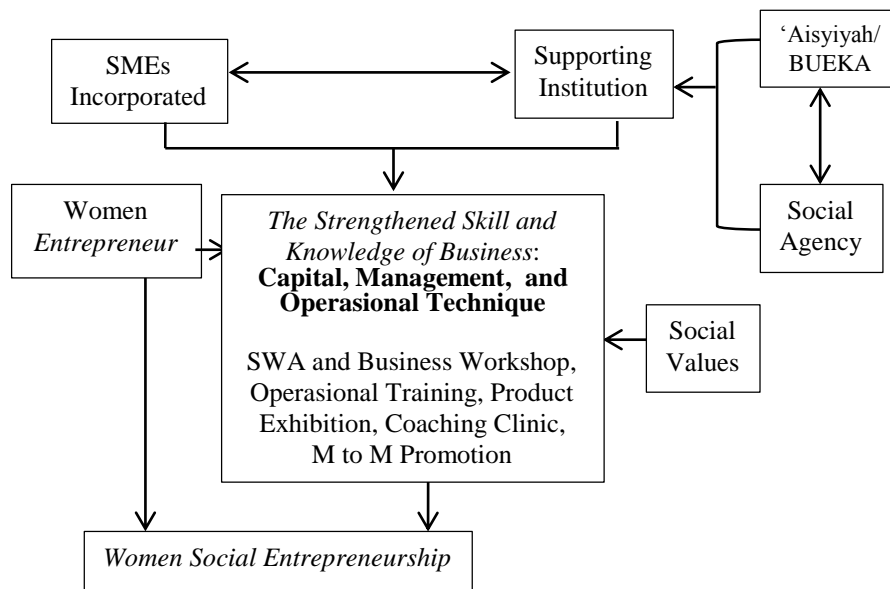 SMEs
Incorporated
Supporting
Institution
‘Aisyiyah/
BUEKA
Women
Entrepreneur
The Strengthened Skill and
Knowledge of Business:
Capital, Management, and
Operasional Technique
SWA and Business Workshop,
Operasional Training, Product
Exhibition, Coaching Clinic,
M to M Promotion
Social
Agency
Social
Values
Women Social Entrepreneurship